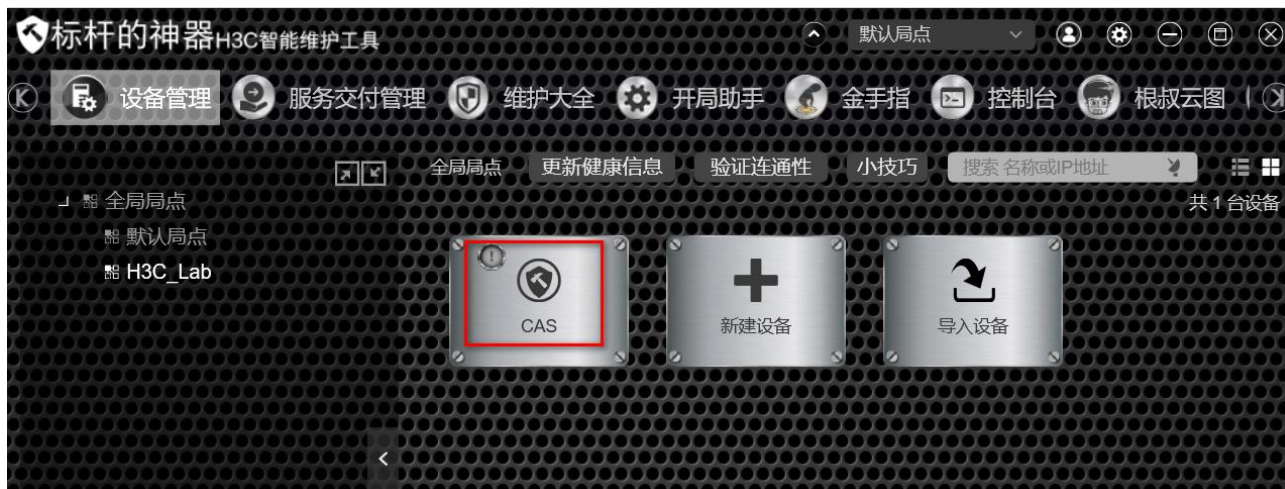 标杆的神器H3C智能维护工具
默认局点
设备管理 服务交付管理 维护大全 开局助手 金手指 控制台 根叔云图
全局局点 更新健康信息 验证连通性 小技巧 搜索 名称或IP地址
共 1 台设备
全局局点
默认局点
H3C_Lab
CAS 新建设备 导入设备